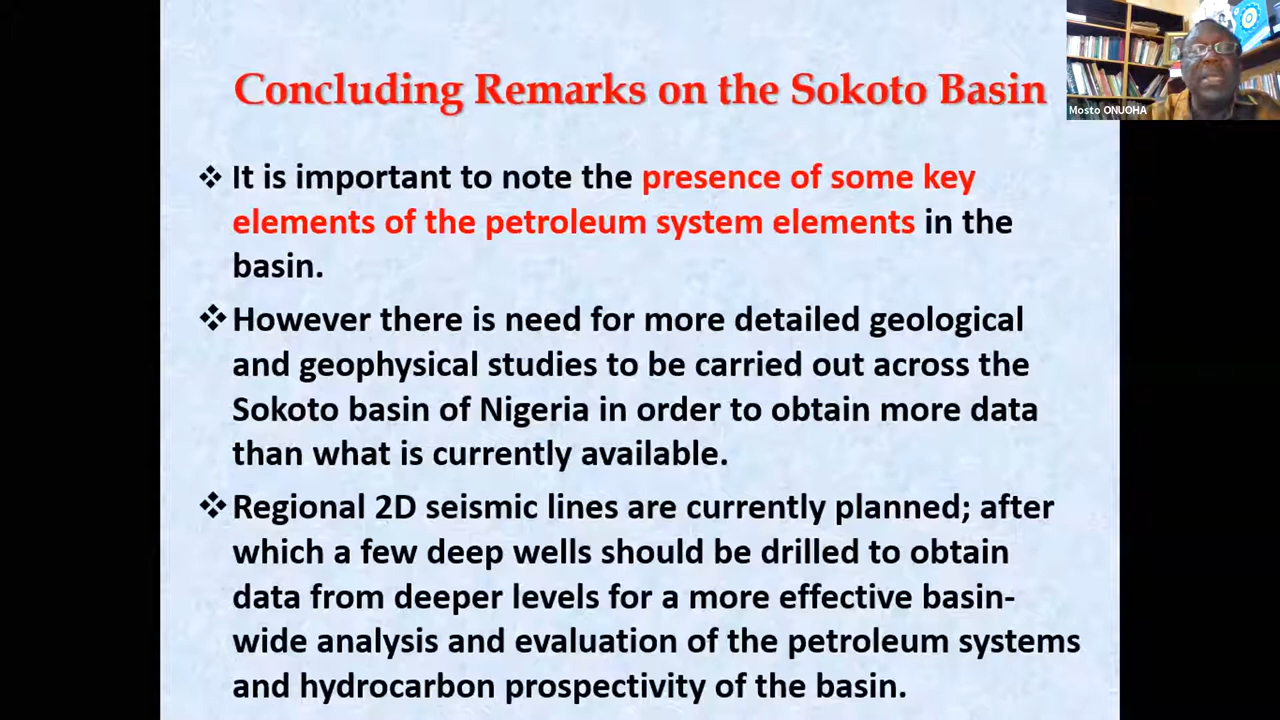 Concluding Remarks on the Sokoto Basin
Mosto ONUOHA
❖ It is important to note the presence of some key
elements of the petroleum system elements in the
basin.
❖ However there is need for more detailed geological
and geophysical studies to be carried out across the
Sokoto basin of Nigeria in order to obtain more data
than what is currently available.
❖ Regional 2D seismic lines are currently planned; after
which a few deep wells should be drilled to obtain
data from deeper levels for a more effective basin-
wide analysis and evaluation of the petroleum systems
and hydrocarbon prospectivity of the basin.